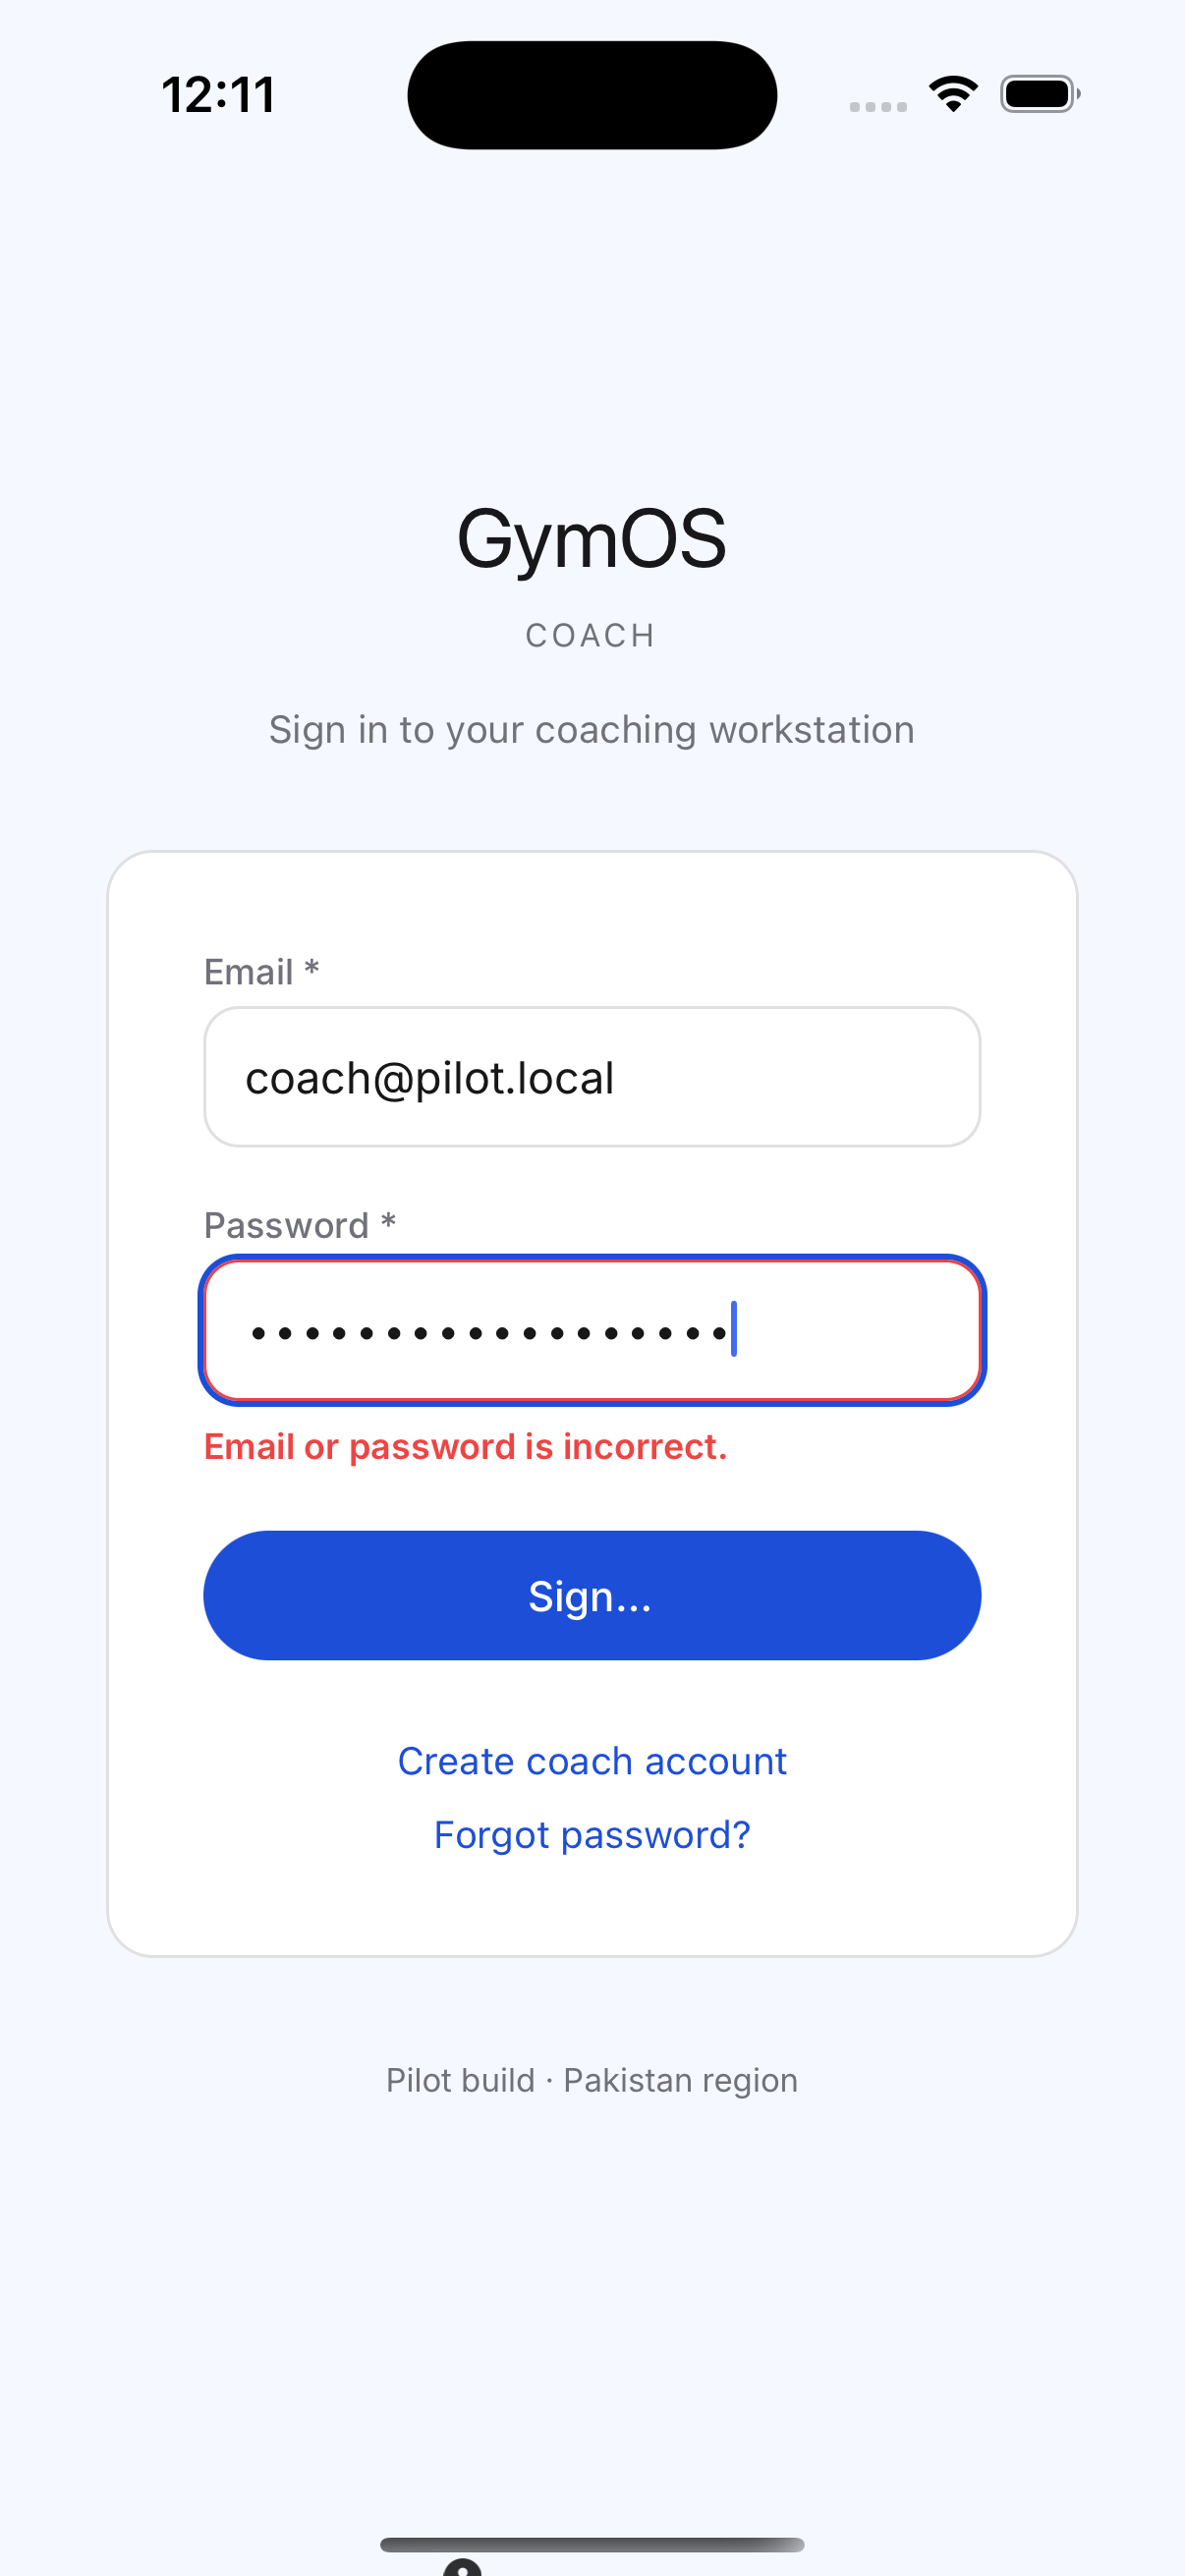 12:11
GymOS
COACH
Sign in to your coaching workstation
Email *
coach@pilot.local
Password *
••••••••••••••••••
Email or password is incorrect.
Sign...
Create coach account
Forgot password?
Pilot build · Pakistan region